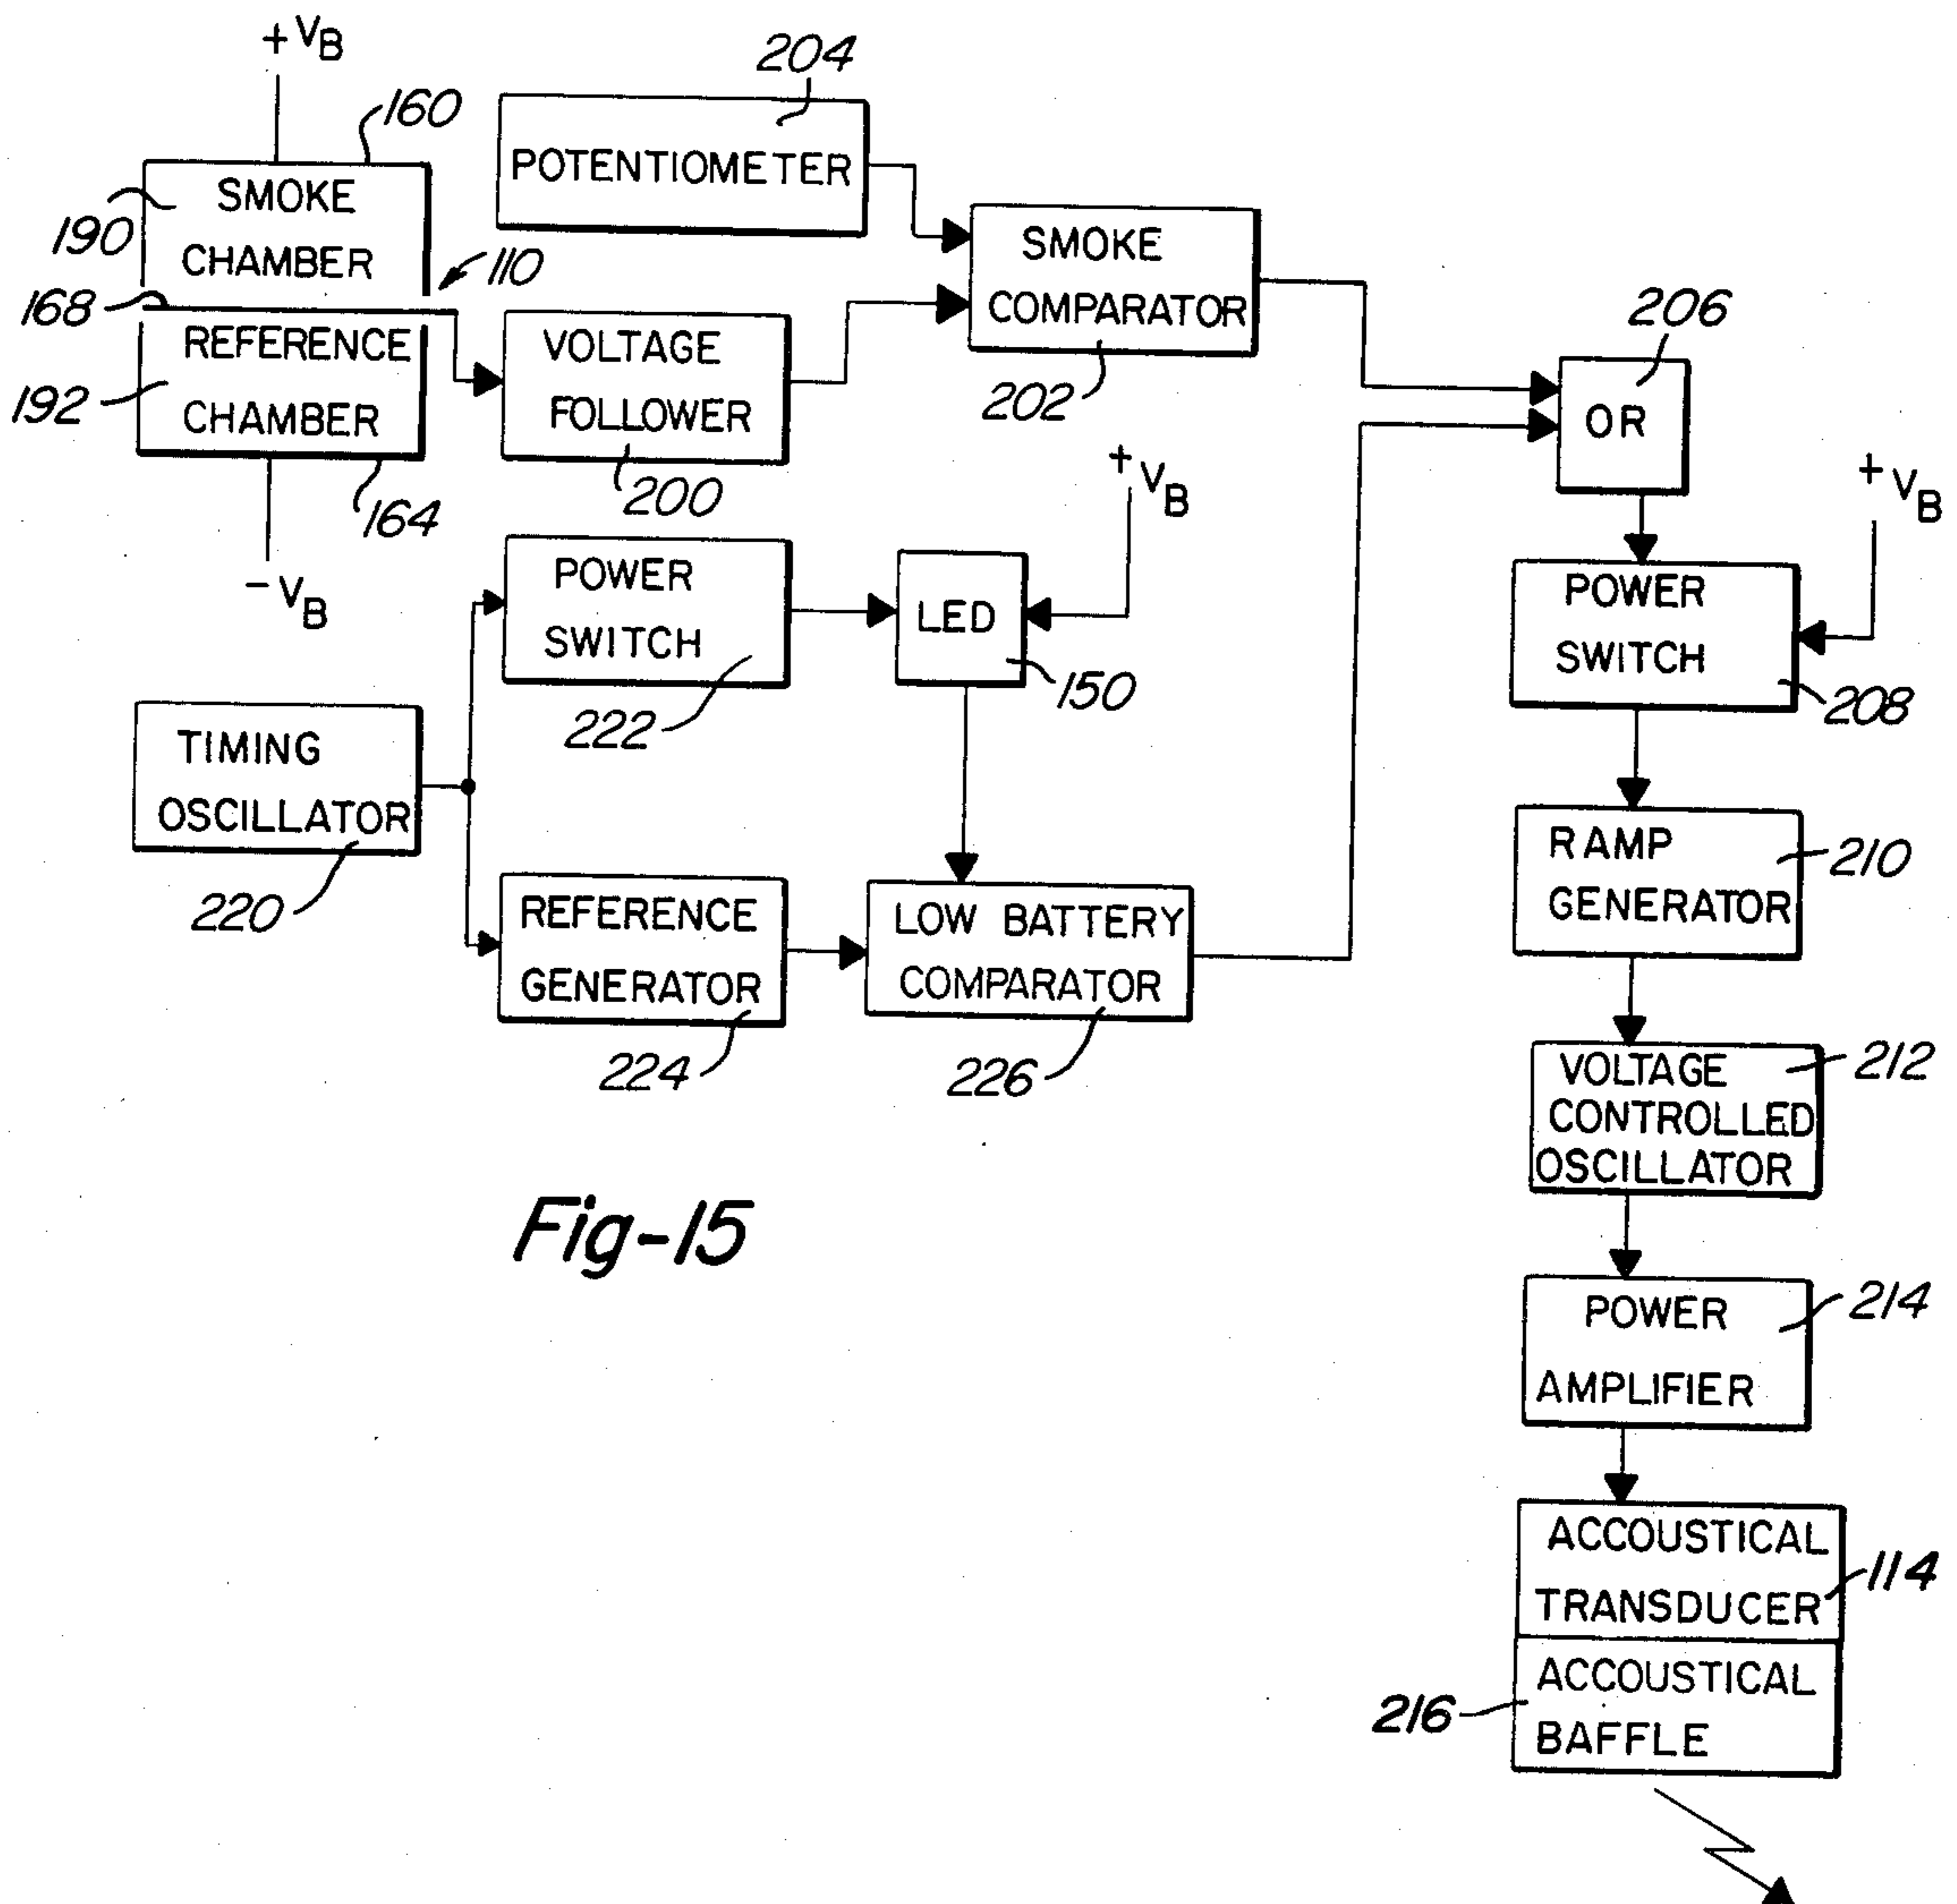 +VB
160
190
SMOKE
CHAMBER
110
168
REFERENCE
CHAMBER
192
164
-VB
204
POTENTIOMETER
VOLTAGE
FOLLOWER
200
SMOKE
COMPARATOR
202
206
OR
+VB
POWER
SWITCH
222
LED
150
+VB
POWER
SWITCH
208
TIMING
OSCILLATOR
220
REFERENCE
GENERATOR
224
LOW BATTERY
COMPARATOR
226
RAMP
GENERATOR
210
VOLTAGE
CONTROLLED
OSCILLATOR
212
POWER
AMPLIFIER
214
ACCOUSTICAL
TRANSDUCER
114
ACCOUSTICAL
BAFFLE
216
Fig-15